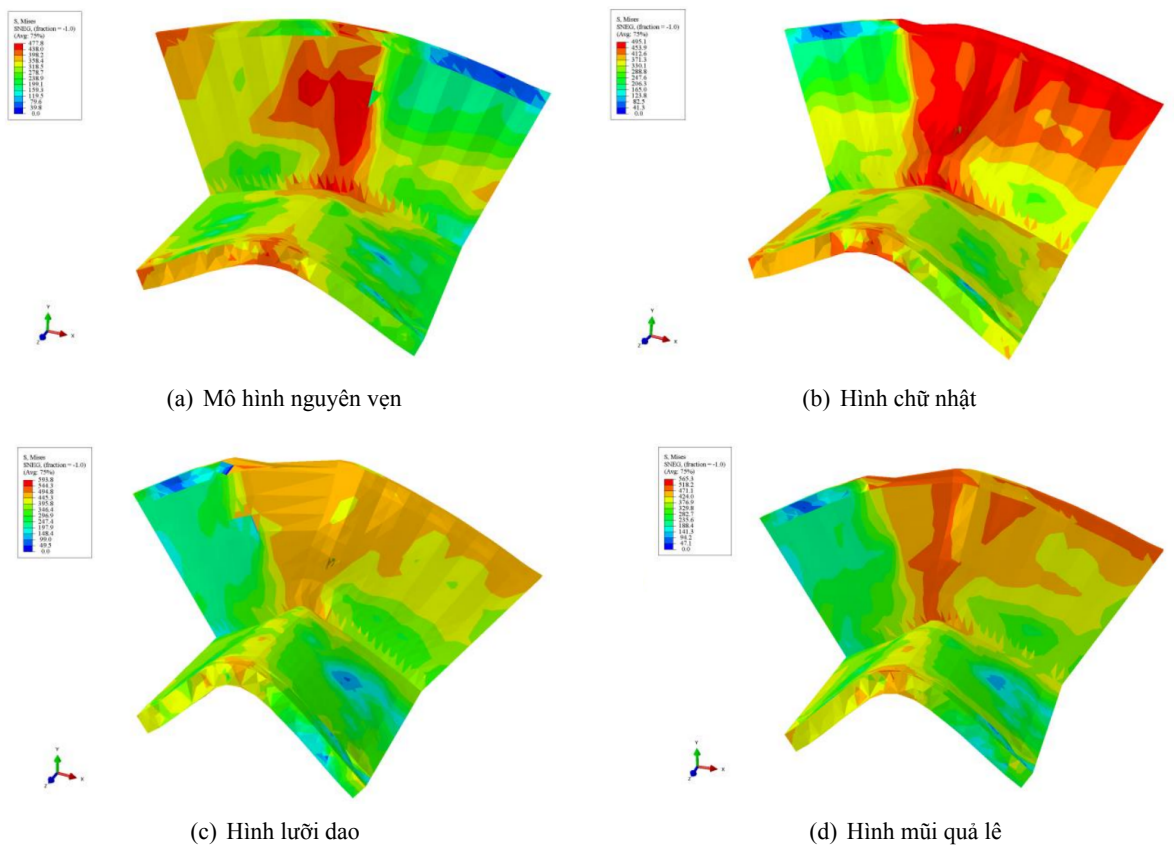 S, Mises
SNEG, (fraction = -1.0)
(Avg: 75%)
477.8
438.0
398.2
358.4
318.5
278.7
238.9
199.1
159.3
119.5
79.6
39.8
0.0
Y
X
Z
(a) Mô hình nguyên vẹn
S, Mises
SNEG, (fraction = -1.0)
(Avg: 75%)
495.1
453.9
412.6
371.3
330.1
288.8
247.6
206.3
165.0
123.8
82.5
41.3
0.0
Y
X
Z
(b) Hình chữ nhật
S, Mises
SNEG, (fraction = -1.0)
(Avg: 75%)
593.8
544.3
494.8
445.3
395.8
346.4
296.9
247.4
197.9
148.4
99.0
49.5
0.0
Y
X
Z
(c) Hình lưỡi dao
S, Mises
SNEG, (fraction = -1.0)
(Avg: 75%)
565.3
518.2
471.1
424.0
376.9
329.8
282.7
235.6
188.4
141.3
94.2
47.1
0.0
Y
X
Z
(d) Hình mũi quả lê